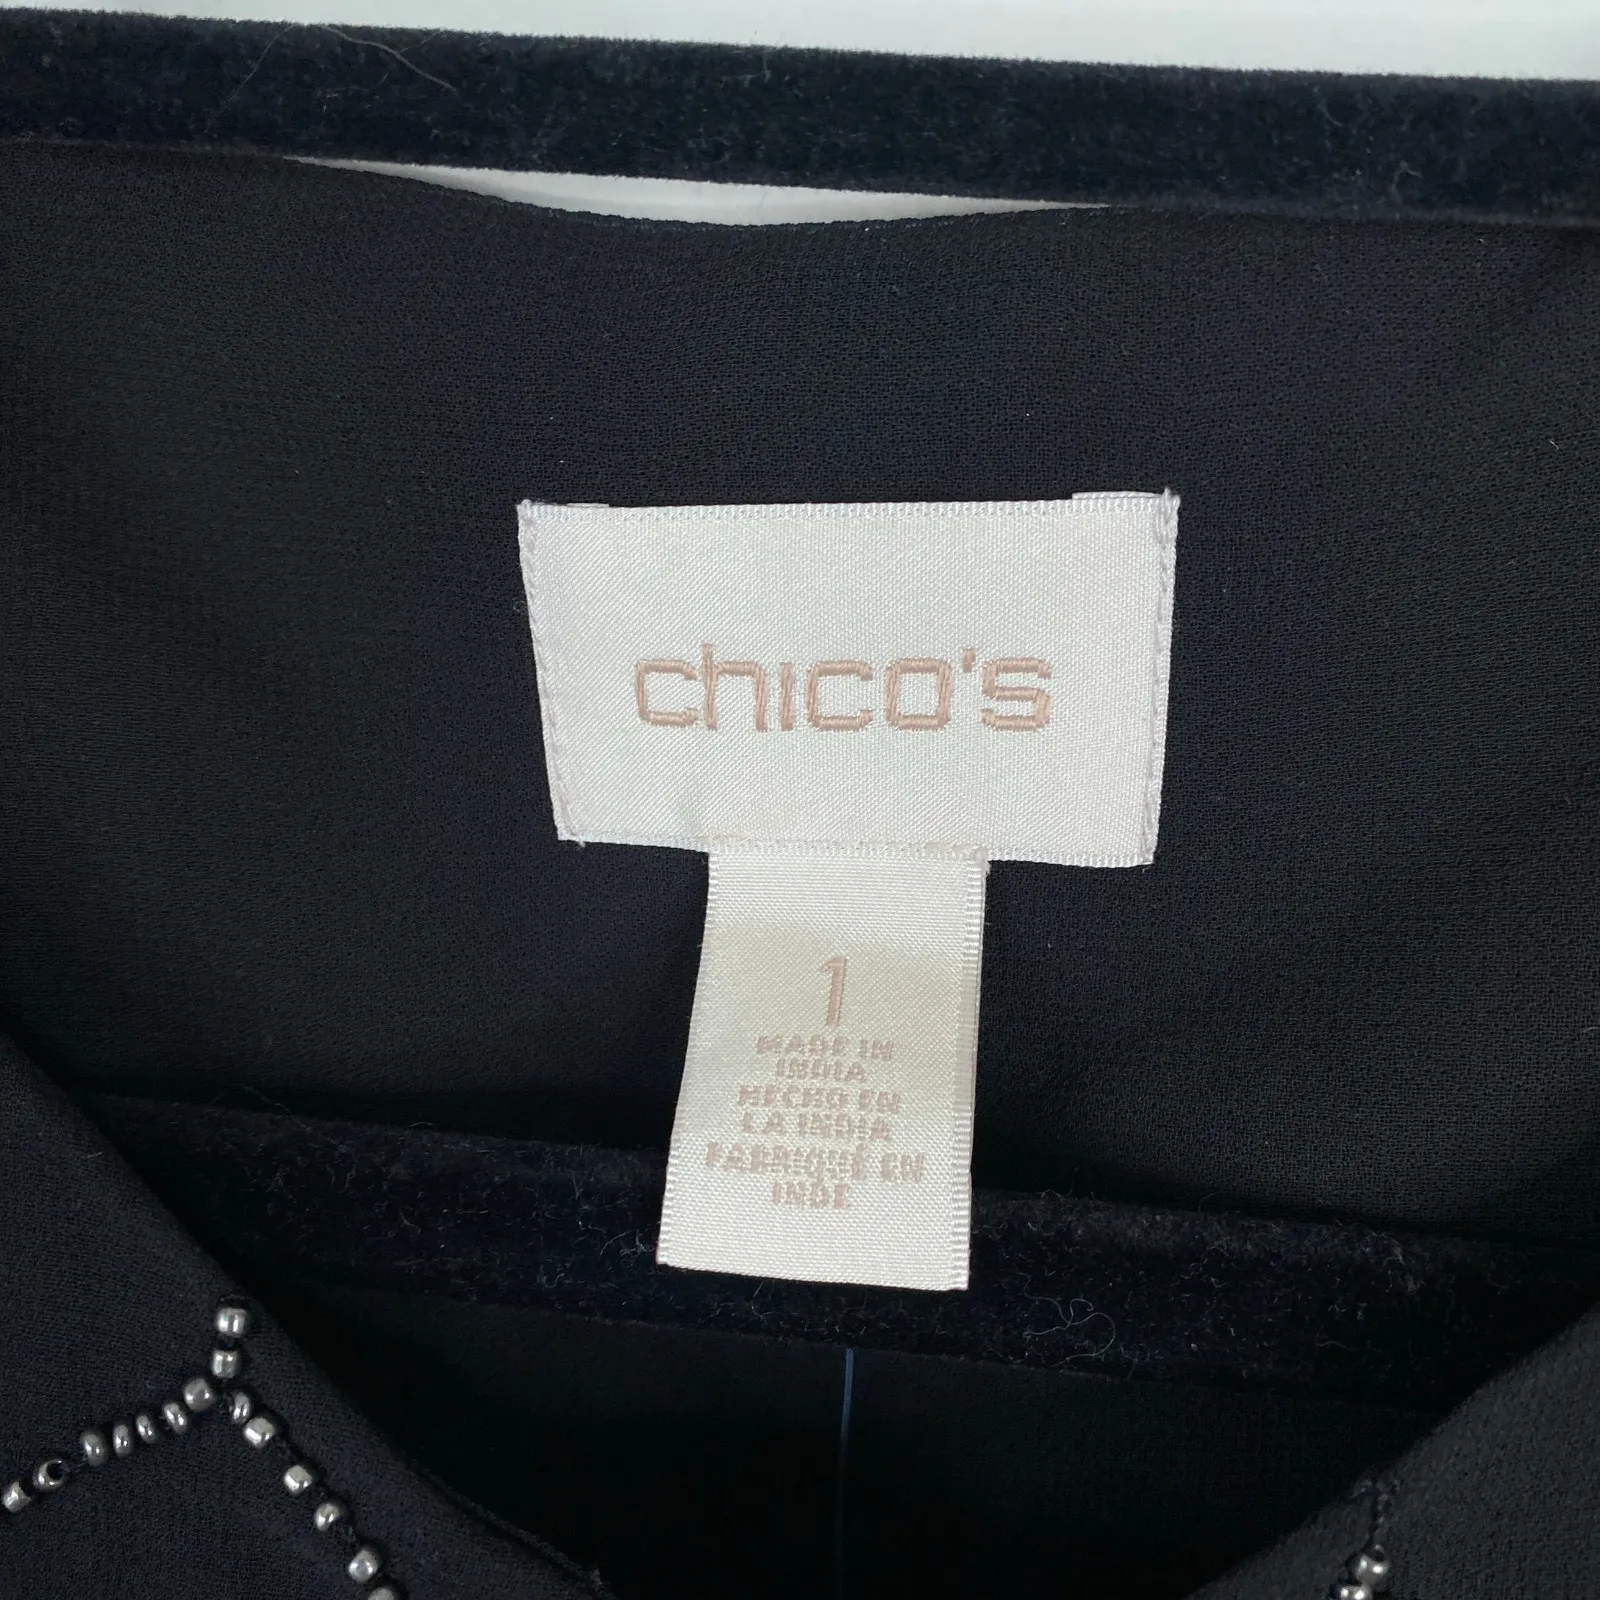 chico's
1
MADE IN
INDIA
HECHO EN
LA INDIA
FABRIQUÉ EN
INDE